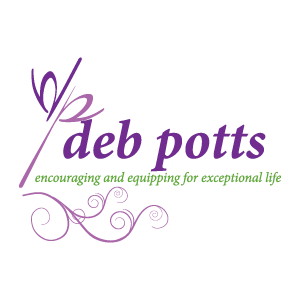 deb potts
encouraging and equipping for exceptional life